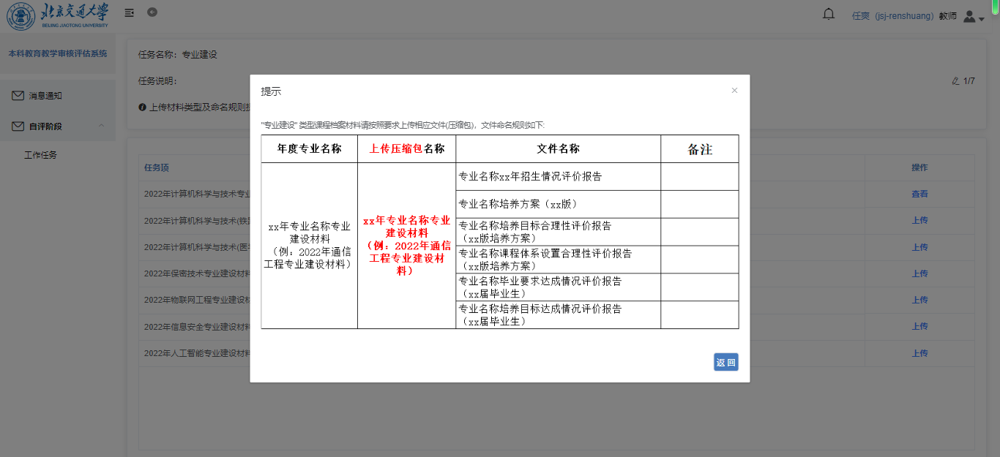 北京交通大学
BEIJING JIAOTONG UNIVERSITY
任爽（jsj-renshuang） 教师
本科教育教学审核评估系统
消息通知
自评阶段
工作任务
任务名称：专业建设
任务说明：
1/7
上传材料类型及命名规则
任务项 操作
2022年计算机科学与技术专业 查看
2022年计算机科学与技术(铁 上传
2022年计算机科学与技术(医 上传
2022年保密技术专业建设材料 上传
2022年物联网工程专业建设材 上传
2022年信息安全专业建设材料 上传
2022年人工智能专业建设材料 上传
提示
×
"专业建设" 类型课程档案材料请按照要求上传相应文件(压缩包)，文件命名规则如下:
年度专业名称 上传压缩包名称 文件名称 备注
xx年专业名称专业
建设材料
（例：2022年通信
工程专业建设材料）
xx年专业名称专业
建设材料
（例：2022年通信
工程专业建设材
料）
专业名称xx年招生情况评价报告
专业名称培养方案（xx版）
专业名称培养目标合理性评价报告
（xx版培养方案）
专业名称课程体系设置合理性评价报告
（xx版培养方案）
专业名称毕业要求达成情况评价报告
（xx届毕业生）
专业名称培养目标达成情况评价报告
（xx届毕业生）
返回